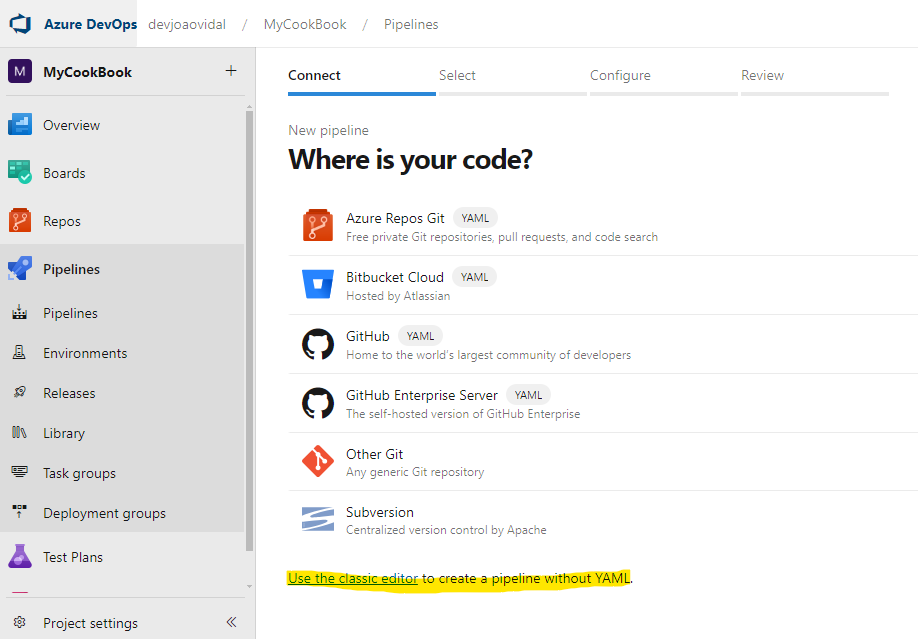 Azure DevOps devjoaovidal / MyCookBook / Pipelines
M MyCookBook +
Overview
Boards
Repos
Pipelines
Pipelines
Environments
Releases
Library
Task groups
Deployment groups
Test Plans
Project settings
Connect Select Configure Review
New pipeline
Where is your code?
Azure Repos Git YAML
Free private Git repositories, pull requests, and code search
Bitbucket Cloud YAML
Hosted by Atlassian
GitHub YAML
Home to the world's largest community of developers
GitHub Enterprise Server YAML
The self-hosted version of GitHub Enterprise
Other Git
Any generic Git repository
Subversion
Centralized version control by Apache
Use the classic editor to create a pipeline without YAML.